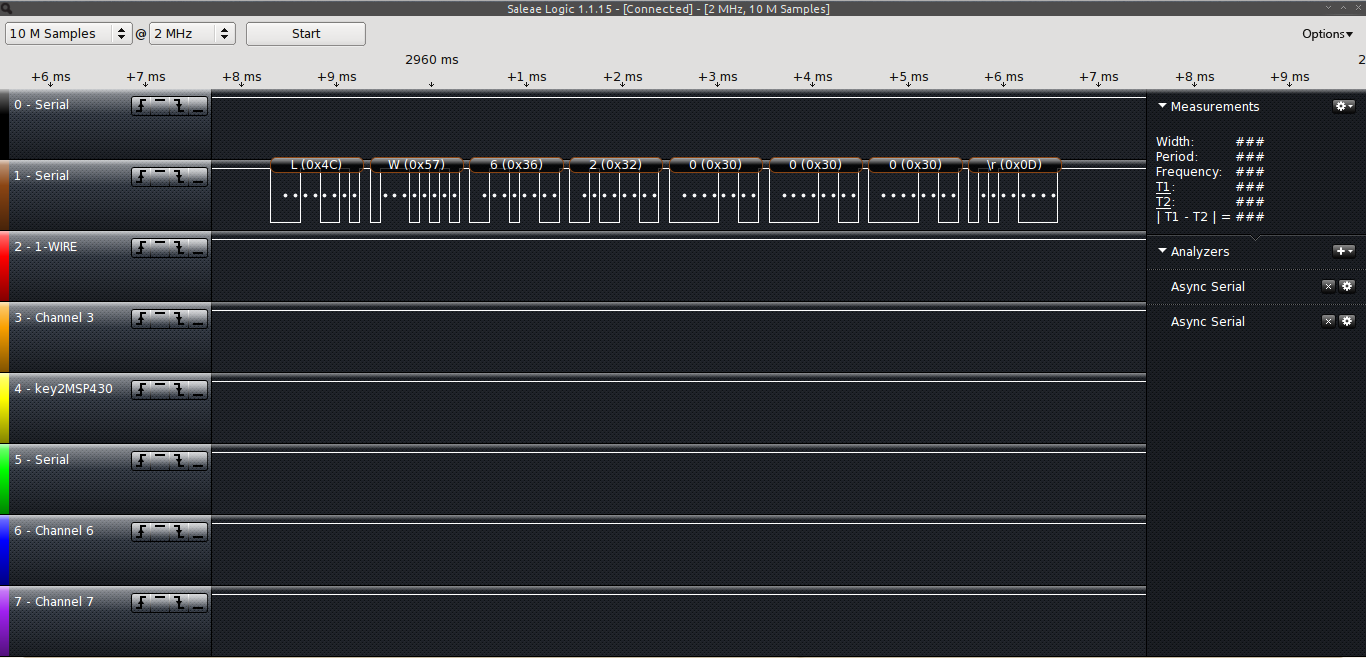 Saleae Logic 1.1.15 - [Connected] - [2 MHz, 10 M Samples]
10 M Samples @ 2 MHz Start Options▾
2960 ms 2
+6 ms +7 ms +8 ms +9 ms +1 ms +2 ms +3 ms +4 ms +5 ms +6 ms +7 ms +8 ms +9 ms
0 - Serial
1 - Serial
L (0x4C) W (0x57) 6 (0x36) 2 (0x32) 0 (0x30) 0 (0x30) 0 (0x30) \r (0x0D)
2 - 1-WIRE
3 - Channel 3
4 - key2MSP430
5 - Serial
6 - Channel 6
7 - Channel 7
Measurements
Width: ###
Period: ###
Frequency: ###
T1: ###
T2: ###
| T1 - T2 | = ###
Analyzers
Async Serial
Async Serial